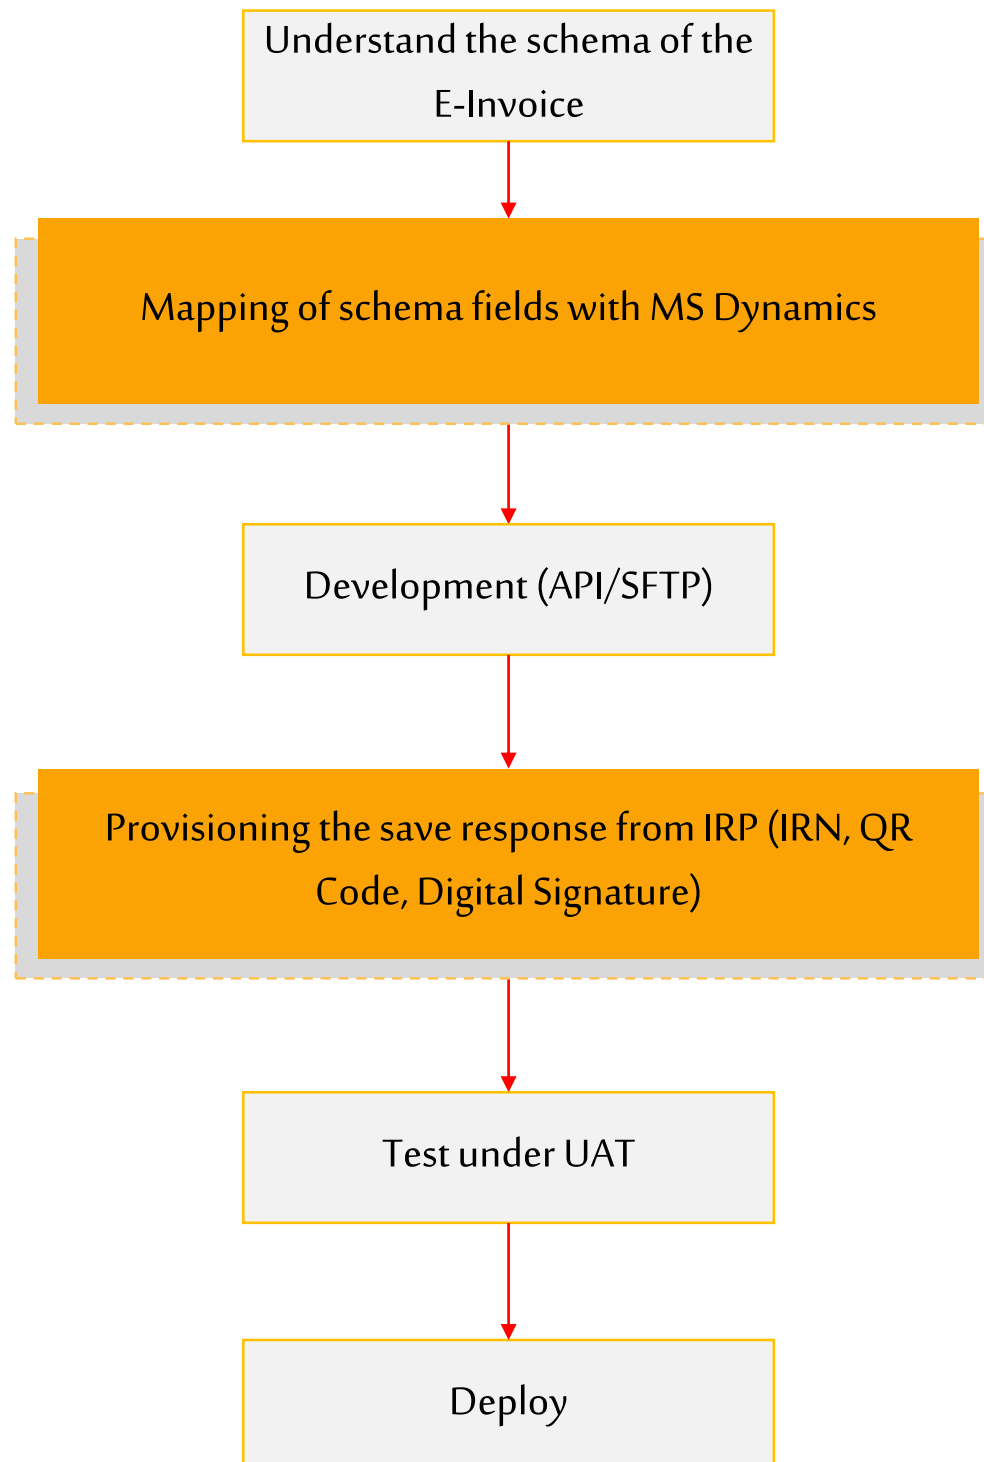 Understand the schema of the
E-Invoice
Mapping of schema fields with MS Dynamics
Development (API/SFTP)
Provisioning the save response from IRP (IRN, QR
Code, Digital Signature)
Test under UAT
Deploy